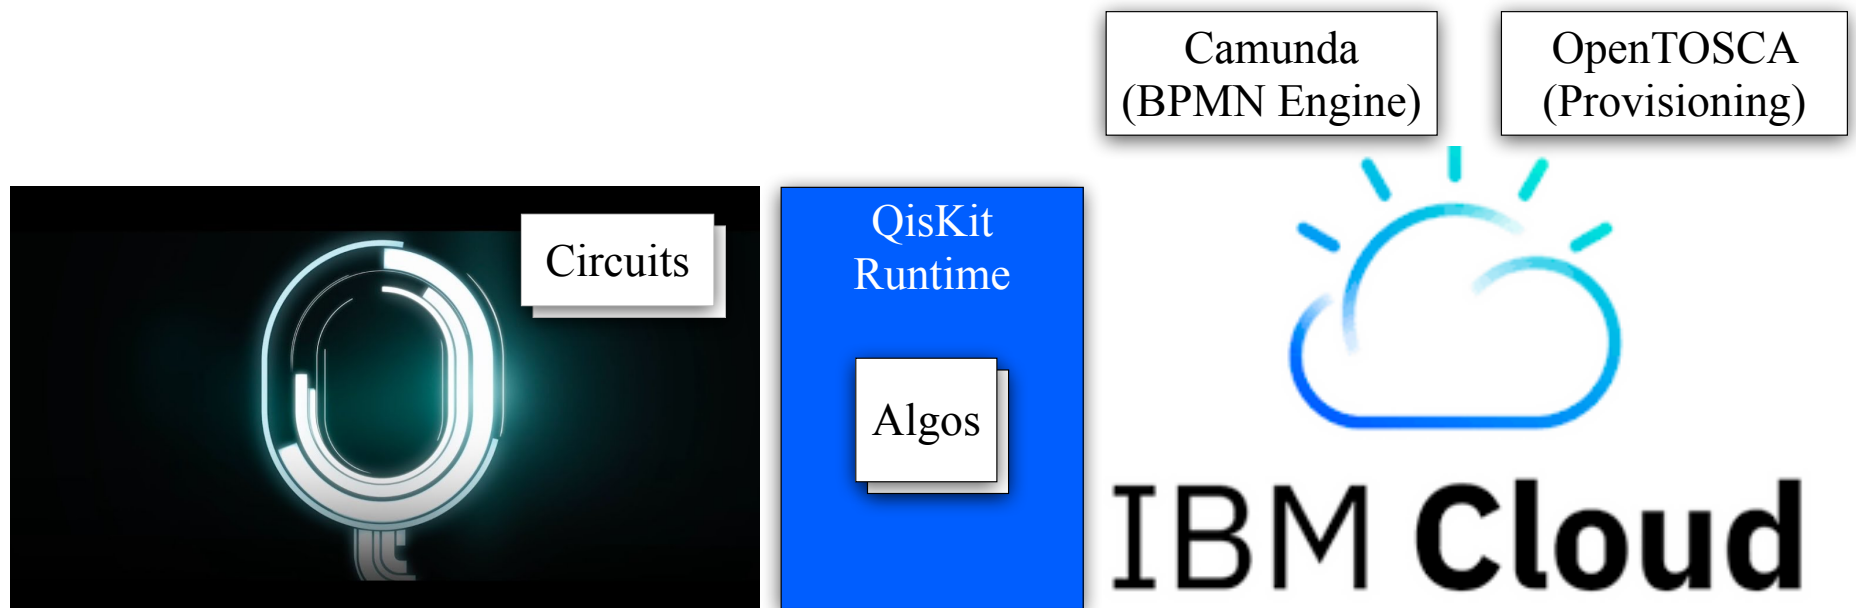 Camunda
(BPMN Engine)
OpenTOSCA
(Provisioning)
Circuits
QisKit
Runtime
Algos
IBM Cloud